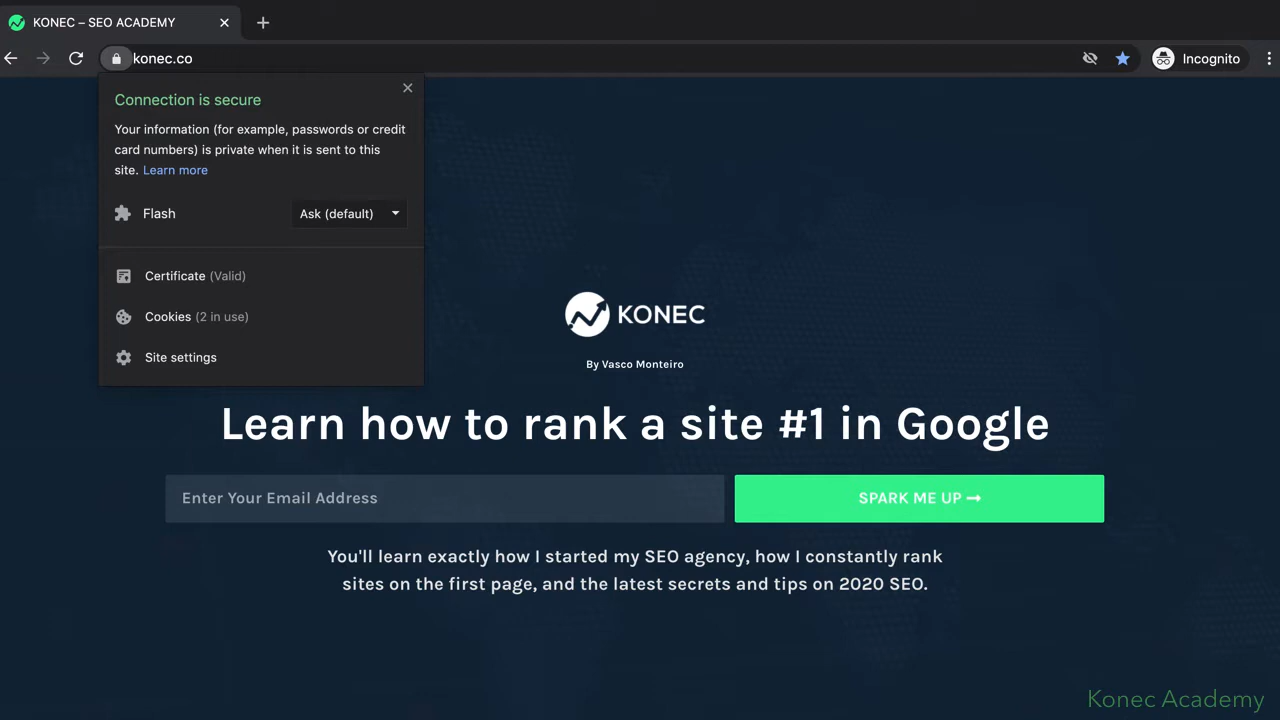 KONEC – SEO ACADEMY
konec.co
Incognito
Connection is secure
Your information (for example, passwords or credit
card numbers) is private when it is sent to this
site. Learn more
Flash
Ask (default)
Certificate (Valid)
Cookies (2 in use)
Site settings
KONEC
By Vasco Monteiro
Learn how to rank a site #1 in Google
Enter Your Email Address
SPARK ME UP
You'll learn exactly how I started my SEO agency, how I constantly rank
sites on the first page, and the latest secrets and tips on 2020 SEO.
Konec Academy